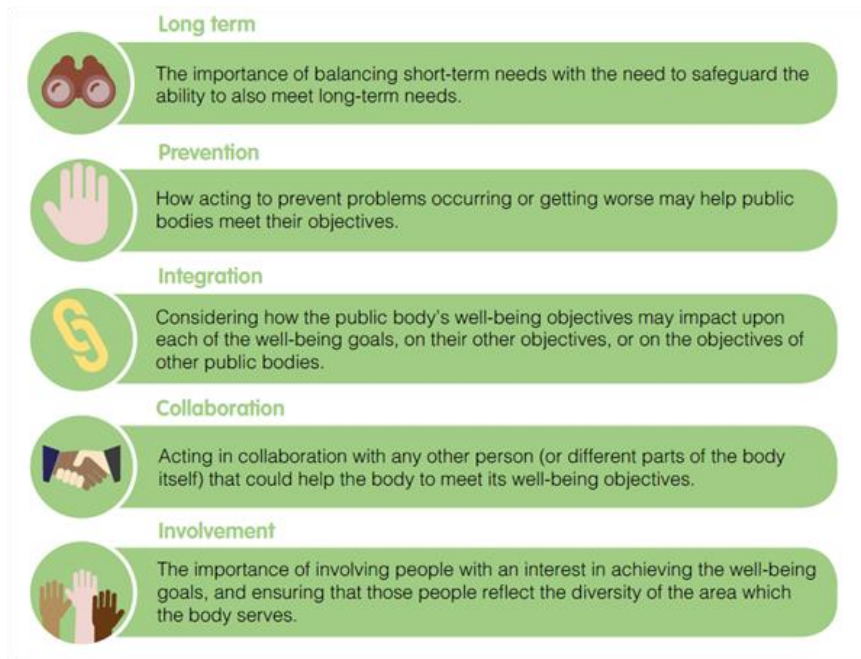 Long term
The importance of balancing short-term needs with the need to safeguard the
ability to also meet long-term needs.
Prevention
How acting to prevent problems occurring or getting worse may help public
bodies meet their objectives.
Integration
Considering how the public body's well-being objectives may impact upon
each of the well-being goals, on their other objectives, or on the objectives of
other public bodies.
Collaboration
Acting in collaboration with any other person (or different parts of the body
itself) that could help the body to meet its well-being objectives.
Involvement
The importance of involving people with an interest in achieving the well-being
goals, and ensuring that those people reflect the diversity of the area which
the body serves.